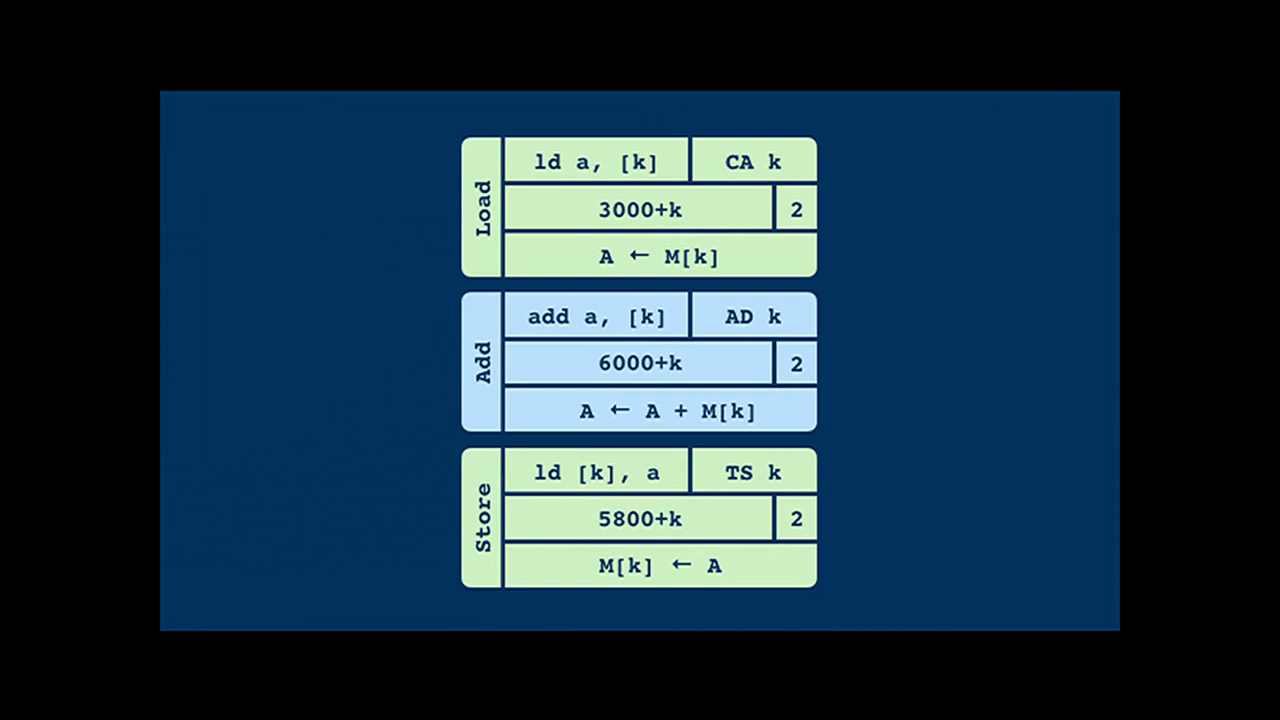 Load
ld a, [k] CA k
3000+k 2
A ← M[k]
Add
add a, [k] AD k
6000+k 2
A ← A + M[k]
Store
ld [k], a TS k
5800+k 2
M[k] ← A